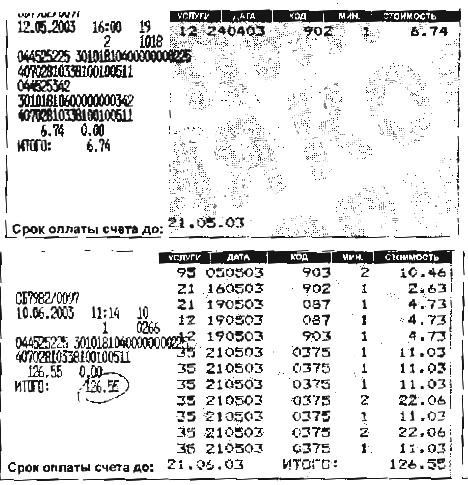 12.05.2003 16:00 19
2 1018
044525225 30101810400000000225
40702810338100100511
044525342
30101810600000000342
40702810338100100511
6.74 0.00
ИТОГО: 6.74
УСЛУГИ ДАТА КОД МИН. СТОИМОСТЬ
12 240403 902 1 6.74
Срок оплаты счета до: 21.05.03
СБ7982/0097
10.06.2003 11:14 10
1 0266
044525225 30101810400000000225
40702810338100100511
126.55 0.00
ИТОГО: 126.55
УСЛУГИ ДАТА КОД МИН. СТОИМОСТЬ
95 050503 903 2 10.46
21 160503 902 1 2.63
21 190503 087 1 4.73
12 190503 087 1 4.73
12 190503 903 1 4.73
35 210503 0375 1 11.03
35 210503 0375 1 11.03
35 210503 0375 1 11.03
35 210503 0375 2 22.06
35 210503 0375 1 11.03
35 210503 0375 2 22.06
36 210503 0375 1 11.03
Срок оплаты счета до: 21.06.03 ИТОГО: 126.55